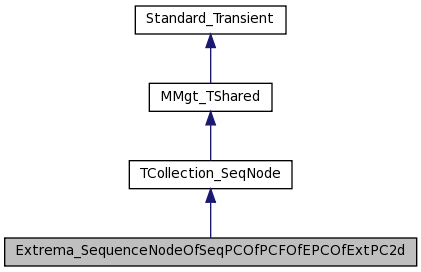 Standard_Transient
MMgt_TShared
TCollection_SeqNode
Extrema_SequenceNodeOfSeqPCOfPCFOfEPCOfExtPC2d